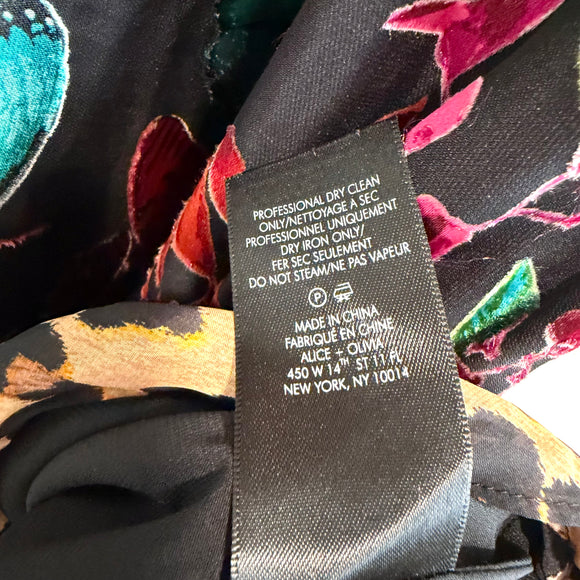 PROFESSIONAL DRY CLEAN
ONLY/NETTOYAGE À SEC
PROFESSIONNEL UNIQUEMENT
DRY IRON ONLY/
FER SEC SEULEMENT
DO NOT STEAM/NE PAS VAPEUR
P
MADE IN CHINA
FABRIQUÉ EN CHINE
ALICE + OLIVIA
450 W 14TH ST 11 FL
NEW YORK, NY 10014